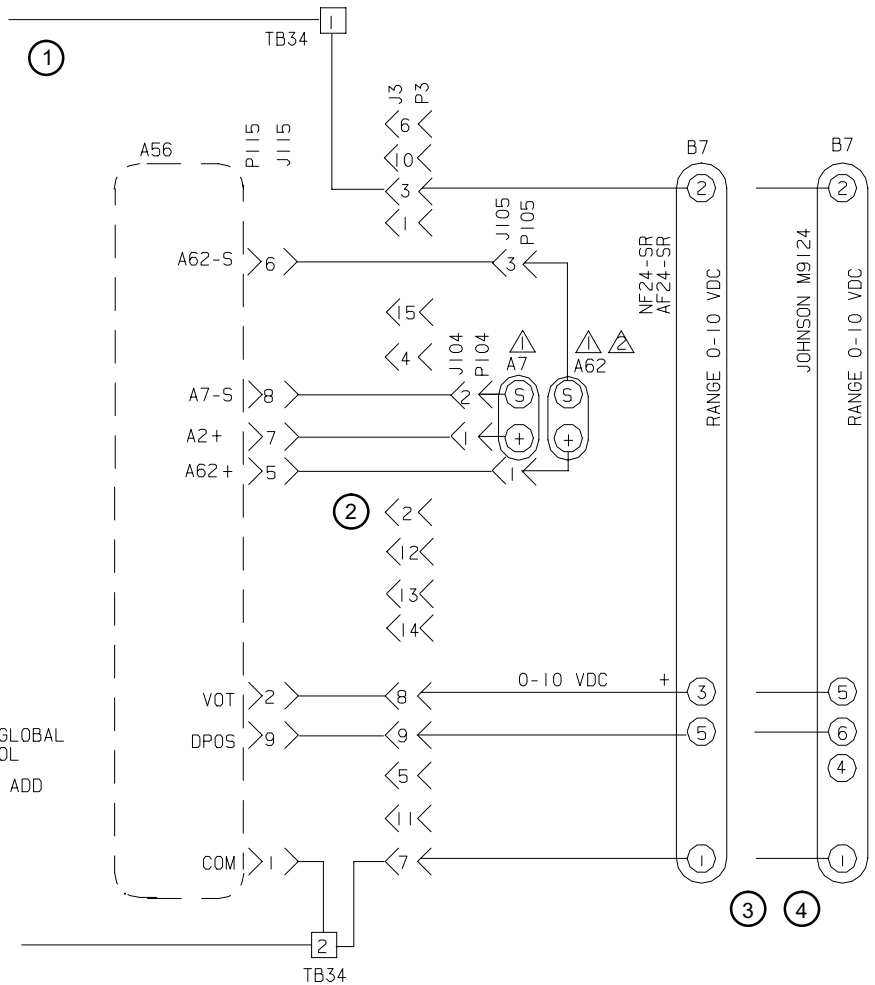 1
TB34
1
J3
P3
6
10
3
1
A56
P115
J115
B7
2
B7
2
J105
P105
NF24-SR
AF24-SR
RANGE 0-10 VDC
JOHNSON M9124
RANGE 0-10 VDC
A62-S
6
3
15
4
J104
P104
1
A7
1
2
A62
A7-S
8
2
S
S
A2+
7
1
+
+
A62+
5
1
2
2
12
13
14
0-10 VDC
+
VOT
2
8
3
5
GLOBAL
OL
DPOS
9
9
5
6
ADD
5
4
11
COM
1
7
1
1
3
4
2
TB34